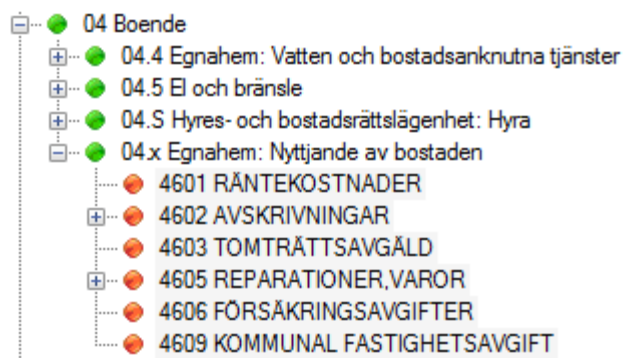 04 Boende
04.4 Egnahem: Vatten och bostadsanknutna tjänster
04.5 El och bränsle
04.S Hyres- och bostadsrättslägenhet: Hyra
04.x Egnahem: Nyttjande av bostaden
4601 RÄNTEKOSTNADER
4602 AVSKRIVNINGAR
4603 TOMTRÄTTSAVGÄLD
4605 REPARATIONER,VAROR
4606 FÖRSÄKRINGSAVGIFTER
4609 KOMMUNAL FASTIGHETSAVGIFT